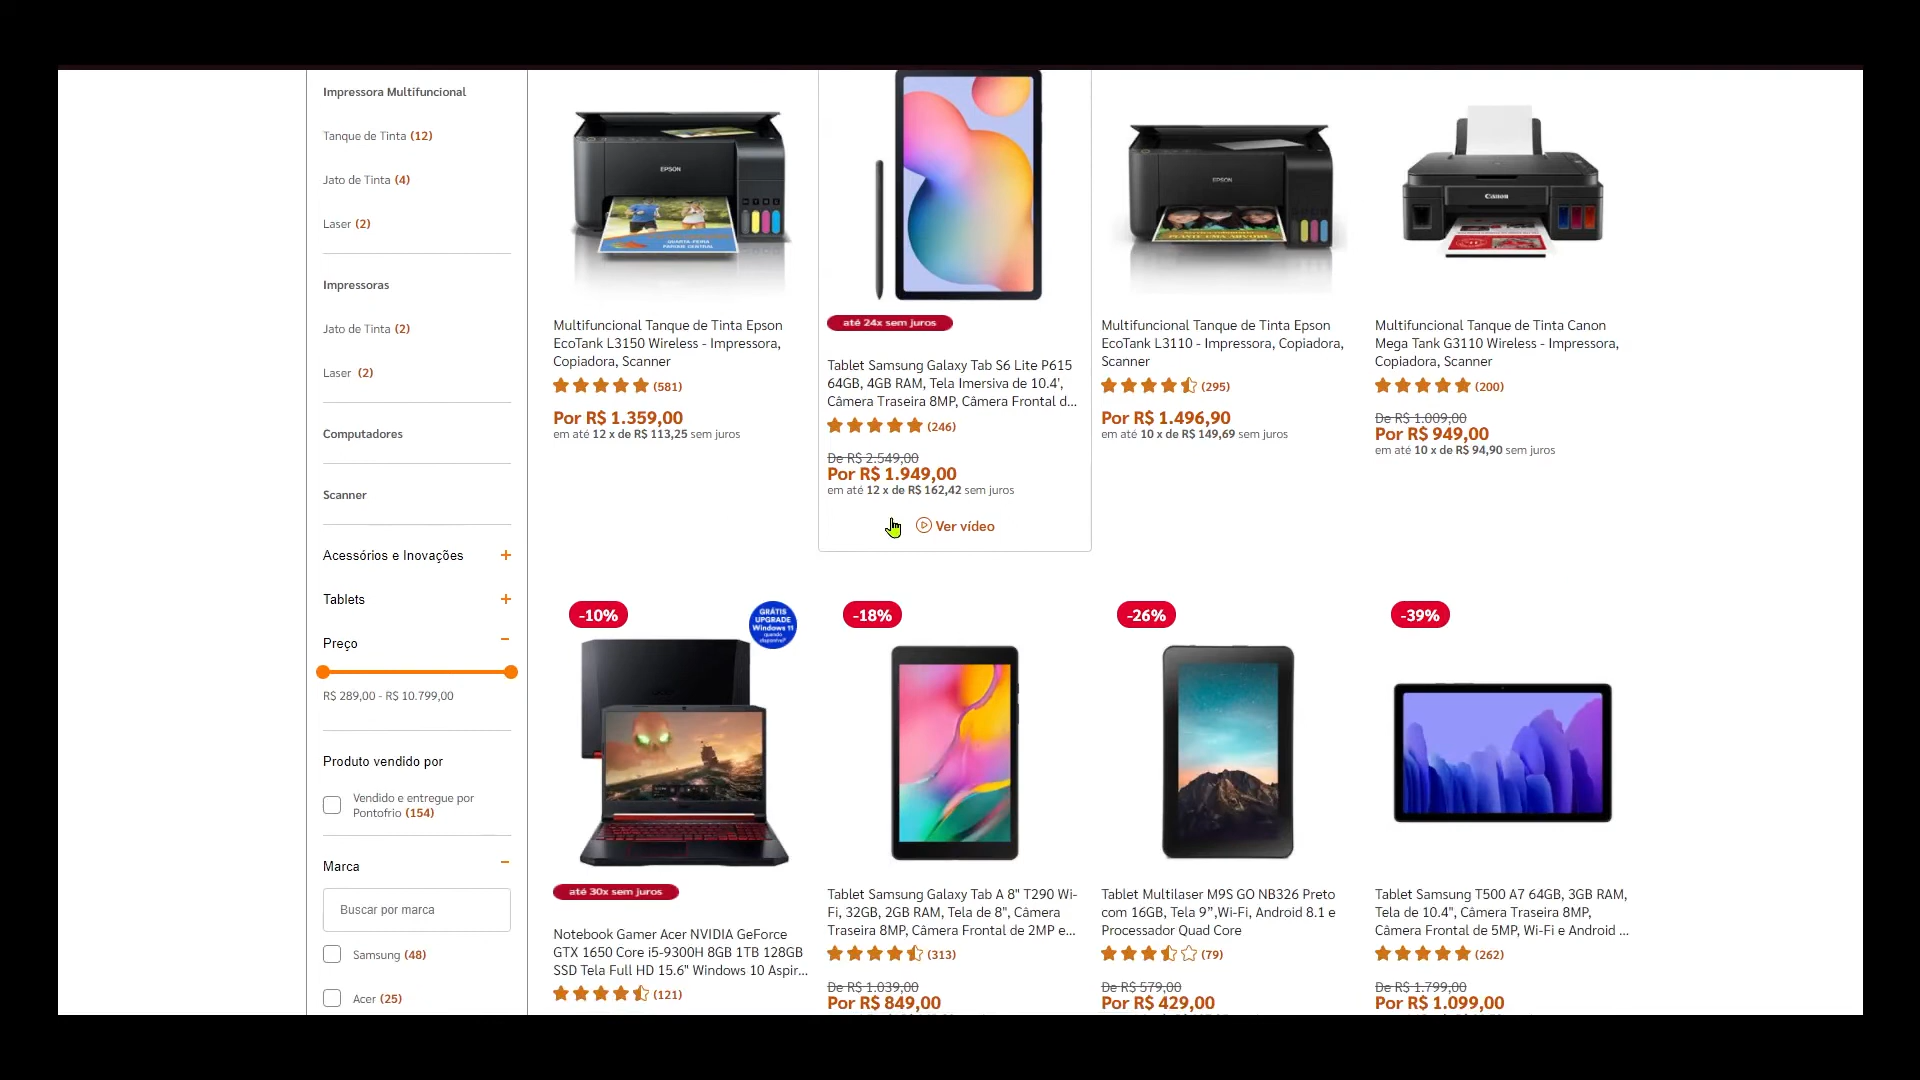 Impressora Multifuncional
Tanque de Tinta (12)
Jato de Tinta (4)
Laser (2)
Impressoras
Jato de Tinta (2)
Laser (2)
Computadores
Scanner
Acessórios e Inovações
Tablets
Preço
R$ 289,00 - R$ 10.799,00
Produto vendido por
Vendido e entregue por
Pontofrio (154)
Marca
Buscar por marca
Samsung (48)
Acer (25)
EPSON
QUARTA-FEIRA
PARQUE CENTRAL
Multifuncional Tanque de Tinta Epson
EcoTank L3150 Wireless - Impressora,
Copiadora, Scanner
(581)
Por R$ 1.359,00
em até 12 x de R$ 113,25 sem juros
até 24x sem juros
Tablet Samsung Galaxy Tab S6 Lite P615
64GB, 4GB RAM, Tela Imersiva de 10.4',
Câmera Traseira 8MP, Câmera Frontal d...
(246)
De R$ 2.549,00
Por R$ 1.949,00
em até 12 x de R$ 162,42 sem juros
Ver vídeo
EPSON
PLANTE UMA ÁRVORE
Multifuncional Tanque de Tinta Epson
EcoTank L3110 - Impressora, Copiadora,
Scanner
(295)
Por R$ 1.496,90
em até 10 x de R$ 149,69 sem juros
Canon
Multifuncional Tanque de Tinta Canon
Mega Tank G3110 Wireless - Impressora,
Copiadora, Scanner
(200)
De R$ 1.009,00
Por R$ 949,00
em até 10 x de R$ 94,90 sem juros
-10%
GRÁTIS
UPGRADE
Windows 11
quando
disponível*
até 30x sem juros
Notebook Gamer Acer NVIDIA GeForce
GTX 1650 Core i5-9300H 8GB 1TB 128GB
SSD Tela Full HD 15.6" Windows 10 Aspir...
(121)
-18%
Tablet Samsung Galaxy Tab A 8" T290 Wi-
Fi, 32GB, 2GB RAM, Tela de 8", Câmera
Traseira 8MP, Câmera Frontal de 2MP e...
(313)
De R$ 1.039,00
Por R$ 849,00
-26%
Tablet Multilaser M9S GO NB326 Preto
com 16GB, Tela 9”,Wi-Fi, Android 8.1 e
Processador Quad Core
(79)
De R$ 579,00
Por R$ 429,00
-39%
Tablet Samsung T500 A7 64GB, 3GB RAM,
Tela de 10.4", Câmera Traseira 8MP,
Câmera Frontal de 5MP, Wi-Fi e Android ...
(262)
De R$ 1.799,00
Por R$ 1.099,00